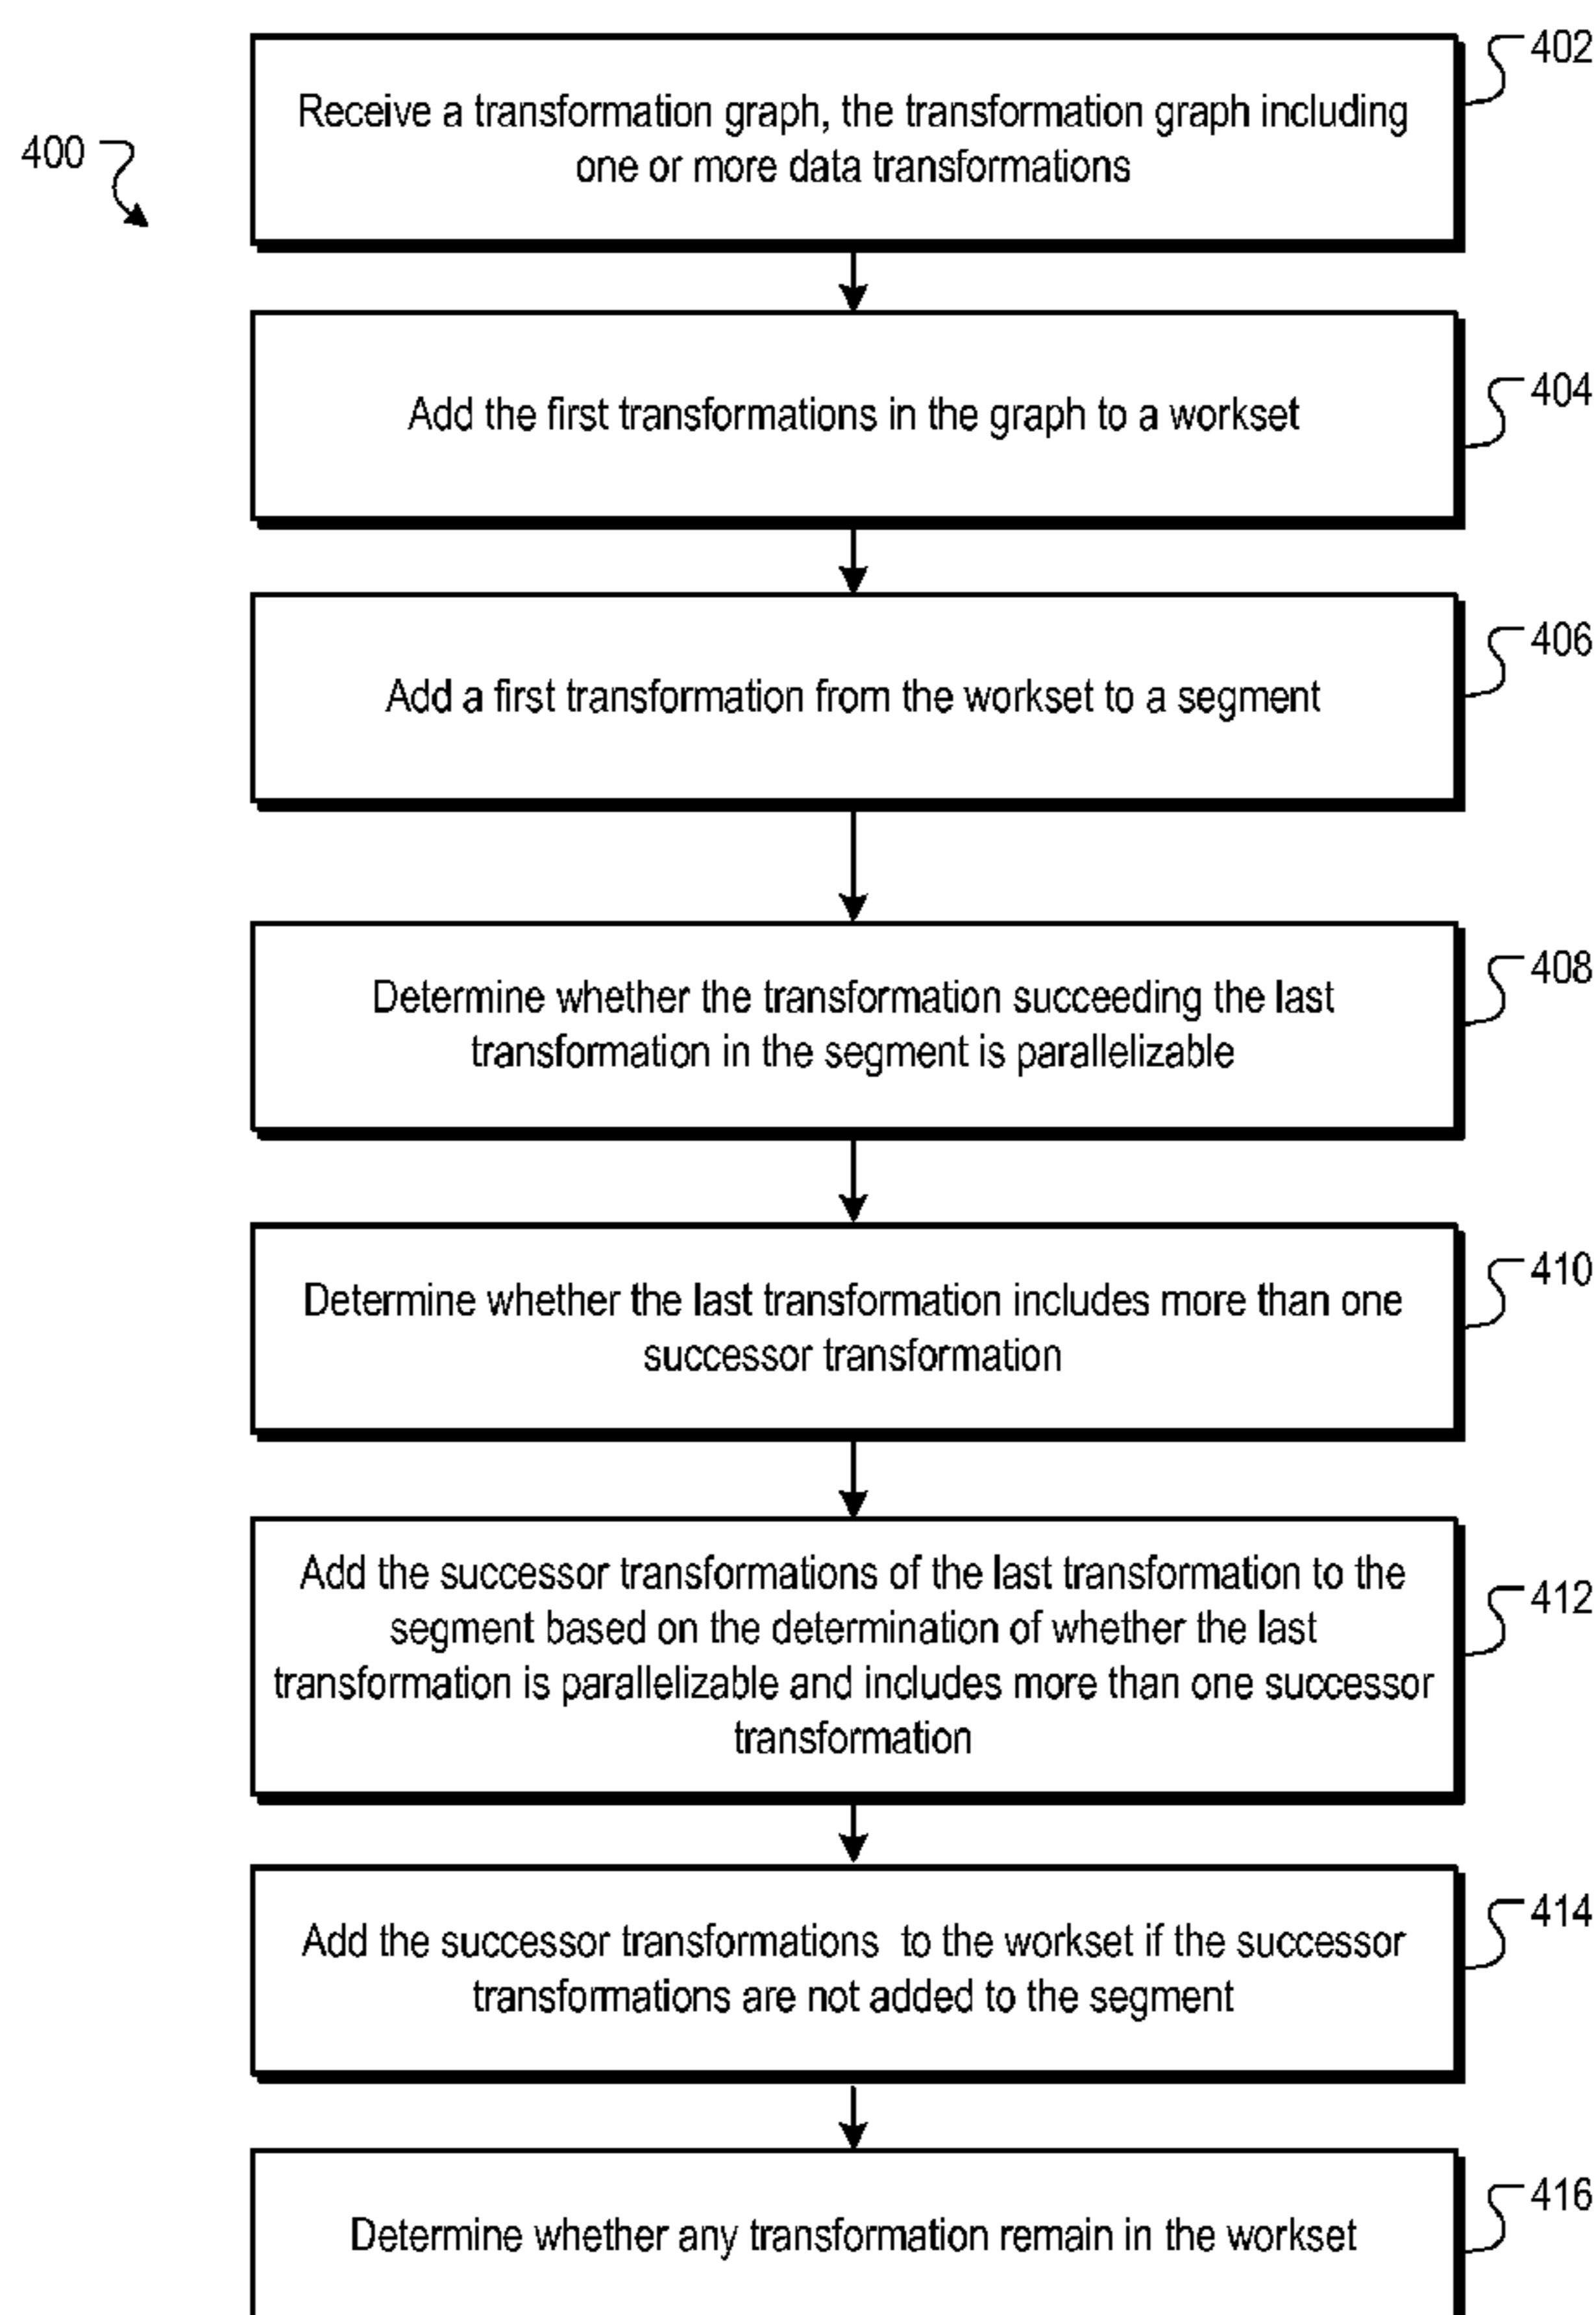 402
Receive a transformation graph, the transformation graph including
one or more data transformations
400
404
Add the first transformations in the graph to a workset
406
Add a first transformation from the workset to a segment
408
Determine whether the transformation succeeding the last
transformation in the segment is parallelizable
410
Determine whether the last transformation includes more than one
successor transformation
412
Add the successor transformations of the last transformation to the
segment based on the determination of whether the last
transformation is parallelizable and includes more than one successor
transformation
414
Add the successor transformations to the workset if the successor
transformations are not added to the segment
416
Determine whether any transformation remain in the workset